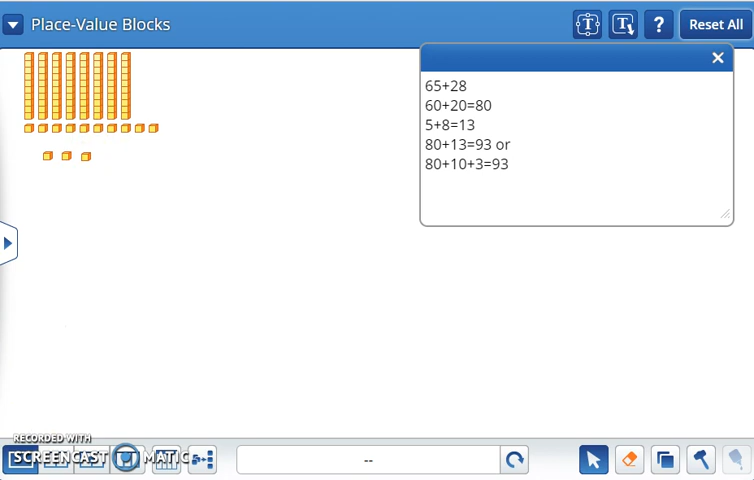 Place-Value Blocks
T
T
?
Reset All
65+28
60+20=80
5+8=13
80+13=93 or
80+10+3=93
RECORDED WITH
SCREENCAST MATIC
--